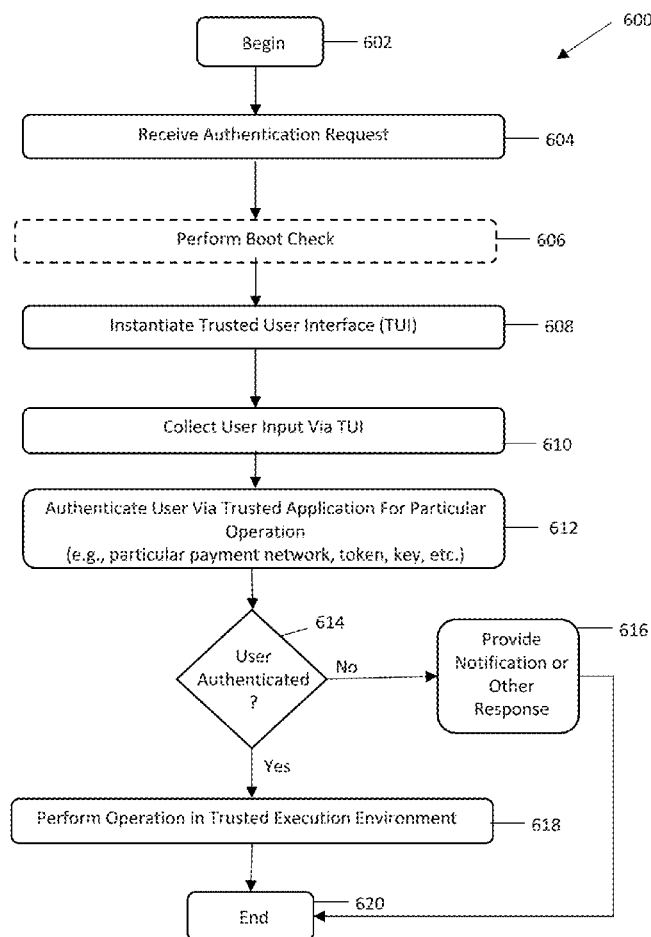 600
Begin
602
Receive Authentication Request
604
Perform Boot Check
606
Instantiate Trusted User Interface (TUI)
608
Collect User Input Via TUI
610
Authenticate User Via Trusted Application For Particular
Operation
(e.g., particular payment network, token, key, etc.)
612
614
User
Authenticated
?
No
616
Provide
Notification or
Other
Response
Yes
Perform Operation in Trusted Execution Environment
618
620
End